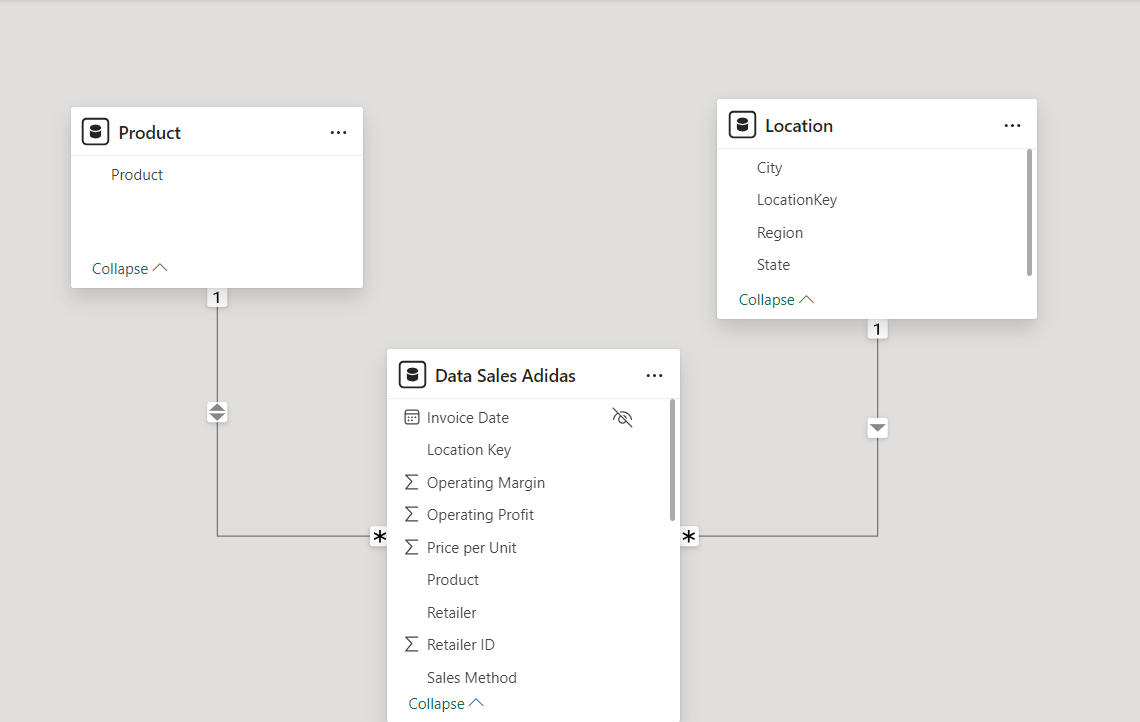 Product
Product
Collapse
1
Location
City
LocationKey
Region
State
Collapse
1
*
*
Data Sales Adidas
Invoice Date
Location Key
Operating Margin
Operating Profit
Price per Unit
Product
Retailer
Retailer ID
Sales Method
Collapse